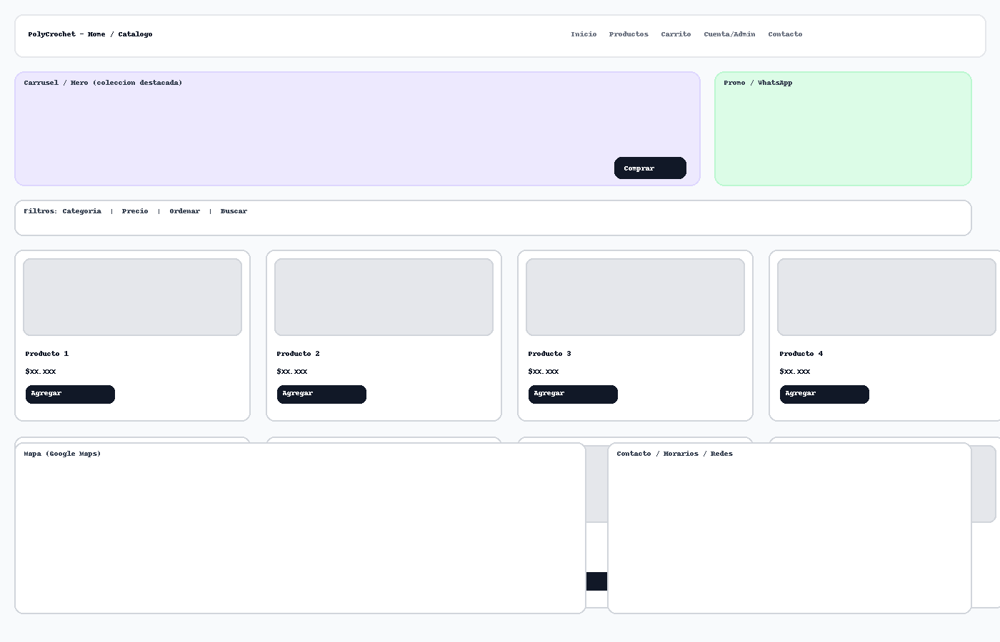 PolyCrochet - Home / Catalogo
Inicio Productos Carrito Cuenta/Admin Contacto
Carrusel / Hero (coleccion destacada)
Promo / WhatsApp
Comprar
Filtros: Categoria | Precio | Ordenar | Buscar
Producto 1
$xx.xxx
Agregar
Producto 2
$xx.xxx
Agregar
Producto 3
$xx.xxx
Agregar
Producto 4
$xx.xxx
Agregar
Mapa (Google Maps)
Contacto / Horarios / Redes